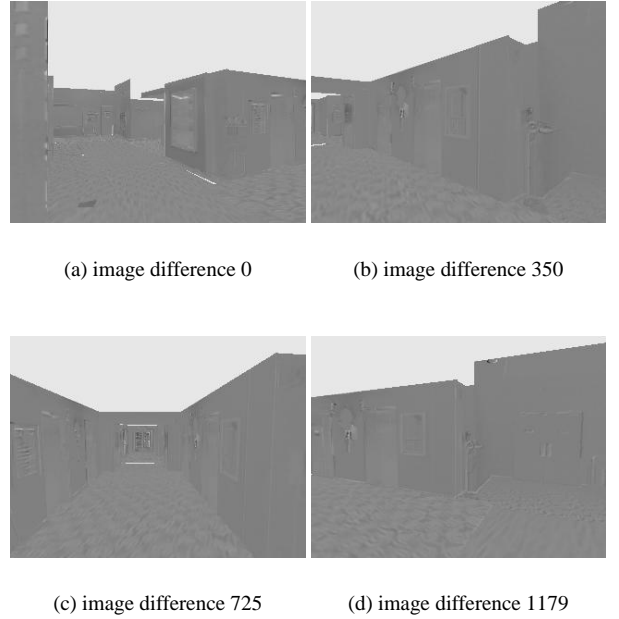 (a) image difference 0
(b) image difference 350
(c) image difference 725
(d) image difference 1179